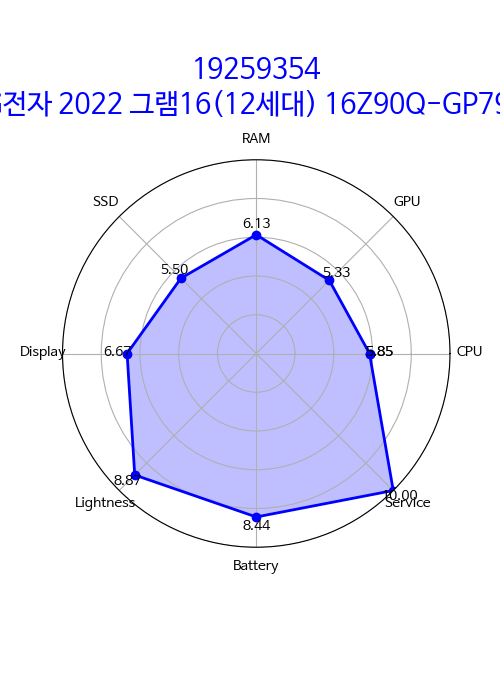 19259354
전자 2022 그램16(12세대) 16Z90Q-GP79
RAM
SSD
GPU
6.13
5.50
5.33
Display
6.67
5.85
CPU
8.87
10.00
Lightness
Service
8.44
Battery